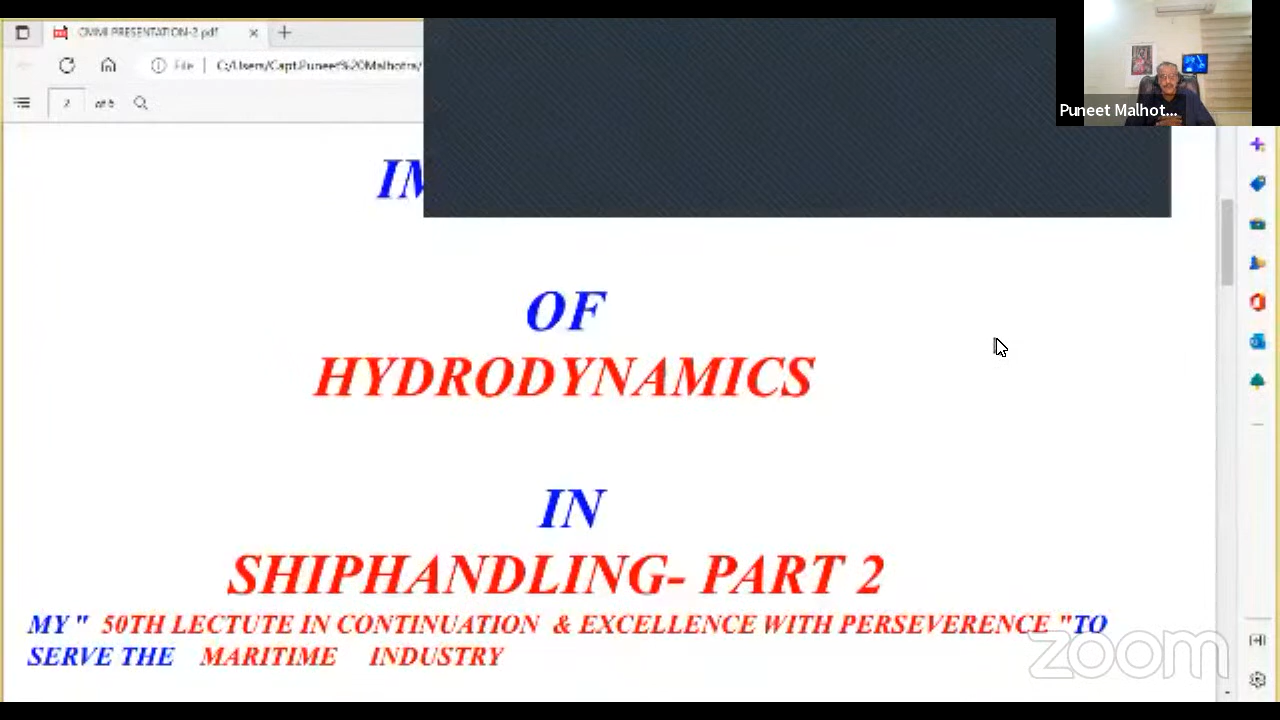 CMMI PRESENTATION-2.pdf
File
C:/Users/Capt.Puneet%20Malhotra/
2 of 5
Puneet Malhot...
IM
OF
HYDRODYNAMICS
IN
SHIPHANDLING- PART 2
MY " 50TH LECTUTE IN CONTINUATION & EXCELLENCE WITH PERSEVERENCE "TO
SERVE THE MARITIME INDUSTRY
zoom